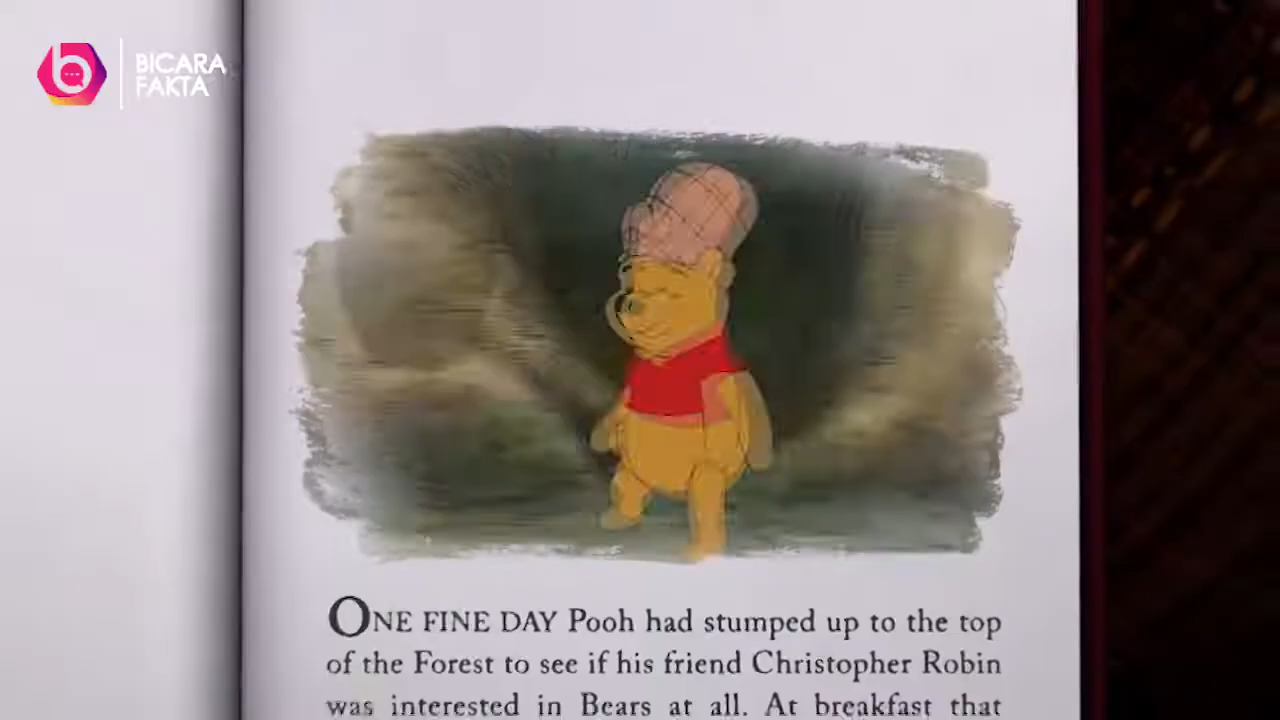 BICARA
FAKTA
ONE FINE DAY Pooh had stumped up to the top
of the Forest to see if his friend Christopher Robin
was interested in Bears at all. At breakfast that